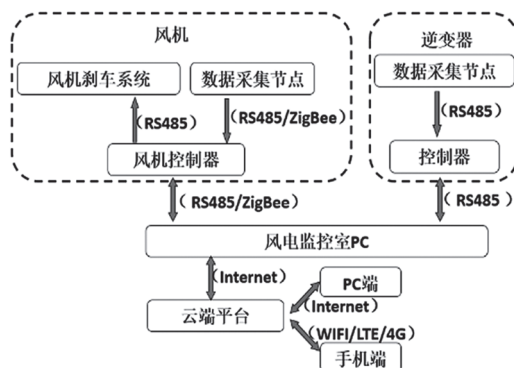 风机
逆变器
风机刹车系统
数据采集节点
数据采集节点
（RS485）
（RS485/ZigBee）
（RS485）
风机控制器
控制器
（ RS485/ZigBee）
（ RS485）
风电监控室PC
（Internet）
PC端
云端平台
（Internet）
（WIFI/LTE/4G）
手机端